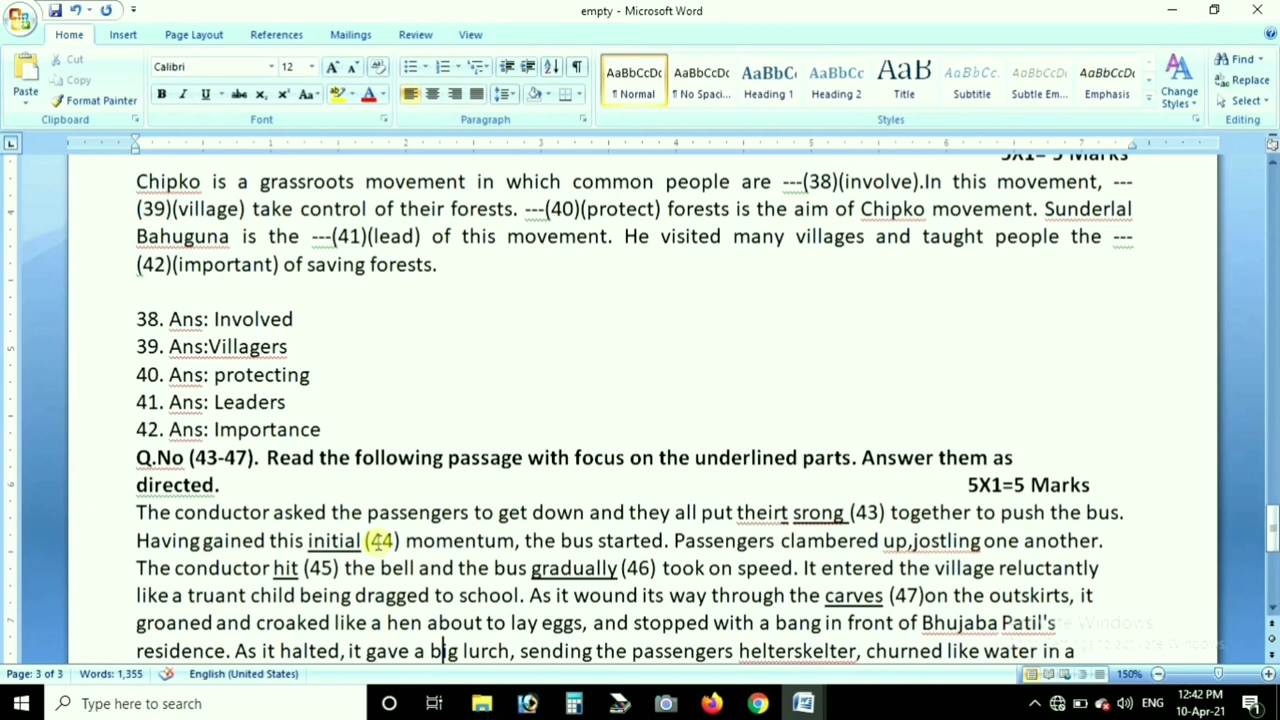 empty - Microsoft Word
Home Insert Page Layout References Mailings Review View
Paste
Cut
Copy
Format Painter
Clipboard
Calibri 12
Font
Paragraph
AaBbCcDc AaBbCcDc AaBbC AaBbCc AaB AaBbCc. AaBbCcDc AaBbCcDc
¶ Normal ¶ No Spaci... Heading 1 Heading 2 Title Subtitle Subtle Em... Emphasis
Change Styles
Styles
Find
Replace
Select
Editing
5X1= 5 Marks
Chipko is a grassroots movement in which common people are ---(38)(involve).In this movement, ---
(39)(village) take control of their forests. ---(40)(protect) forests is the aim of Chipko movement. Sunderlal
Bahuguna is the ---(41)(lead) of this movement. He visited many villages and taught people the ---
(42)(important) of saving forests.
38. Ans: Involved
39. Ans:Villagers
40. Ans: protecting
41. Ans: Leaders
42. Ans: Importance
Q.No (43-47). Read the following passage with focus on the underlined parts. Answer them as
directed. 5X1=5 Marks
The conductor asked the passengers to get down and they all put theirt srong (43) together to push the bus.
Having gained this initial (44) momentum, the bus started. Passengers clambered up,jostling one another.
The conductor hit (45) the bell and the bus gradually (46) took on speed. It entered the village reluctantly
like a truant child being dragged to school. As it wound its way through the carves (47)on the outskirts, it
groaned and croaked like a hen about to lay eggs, and stopped with a bang in front of Bhujaba Patil's
residence. As it halted, it gave a big lurch, sending the passengers helterskelter, churned like water in a
Activate Windows
Page: 3 of 3 Words: 1,355 English (United States) 150%
Type here to search
ENG
12:42 PM
10-Apr-21